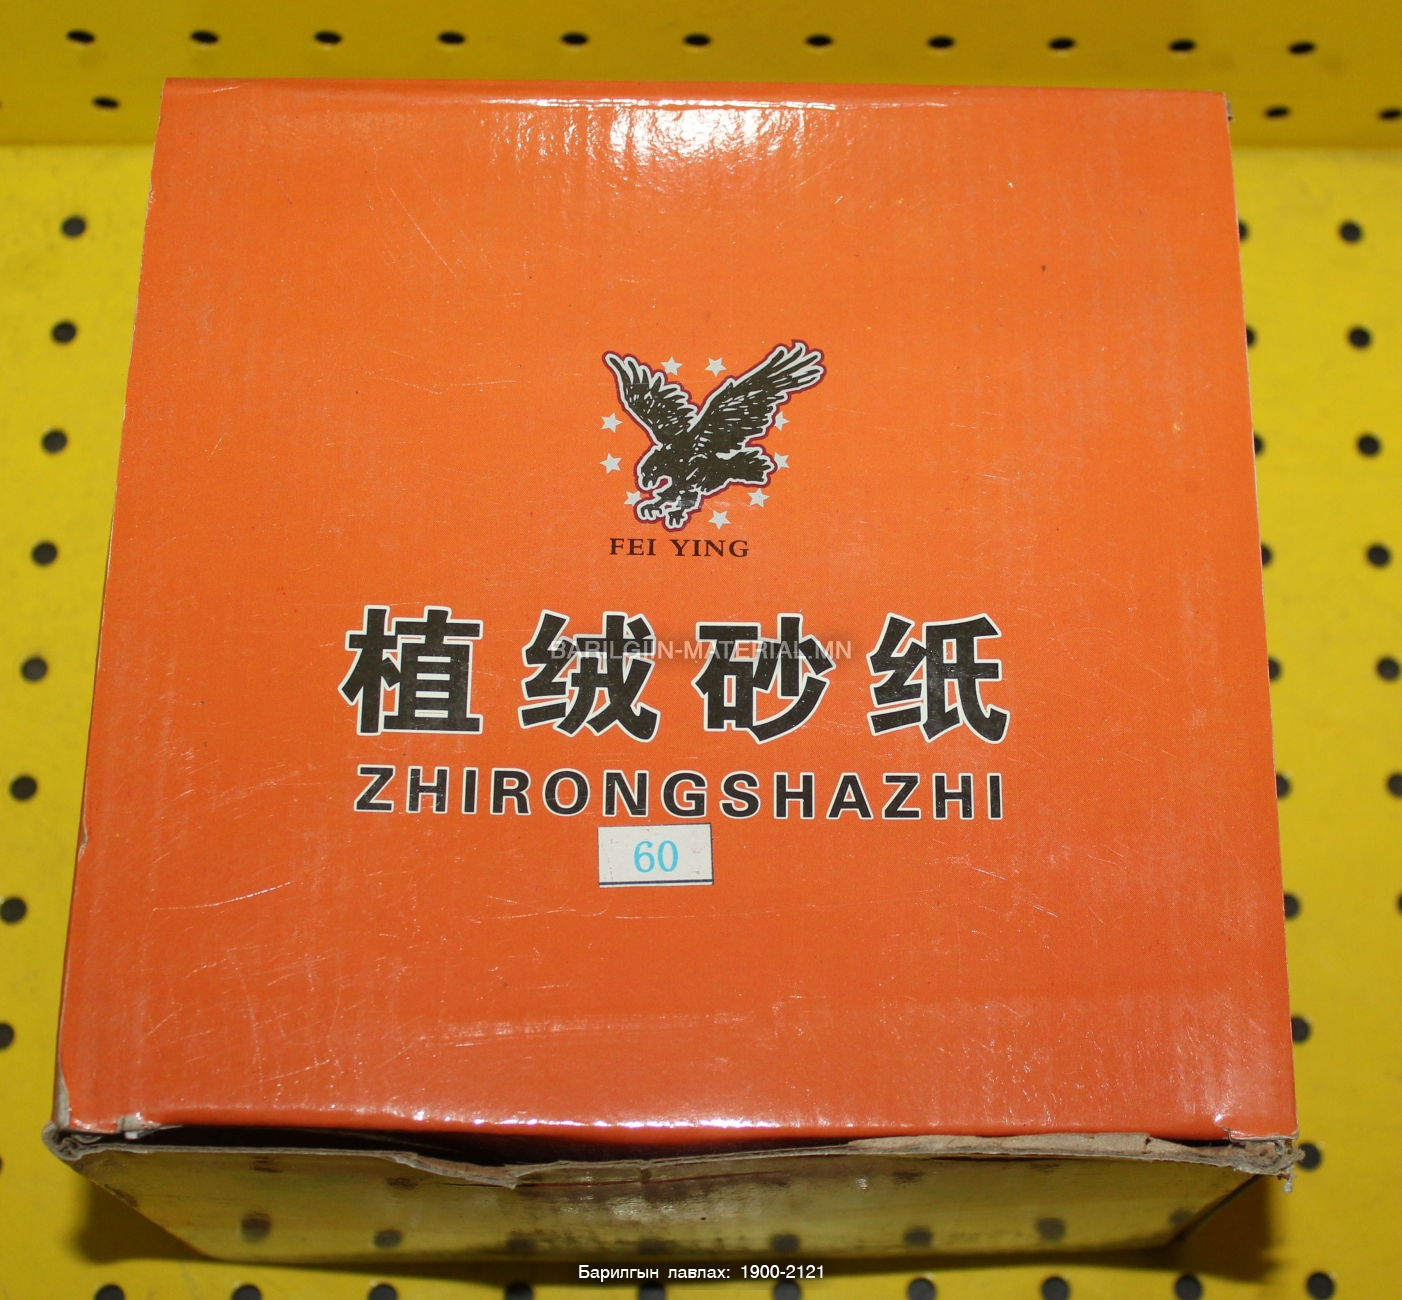 FEI YING
植绒砂纸
BARILGIIN-MATERIAL.MN
ZHIRONGSHAZHI
60
Барилгын лавлах: 1900-2121